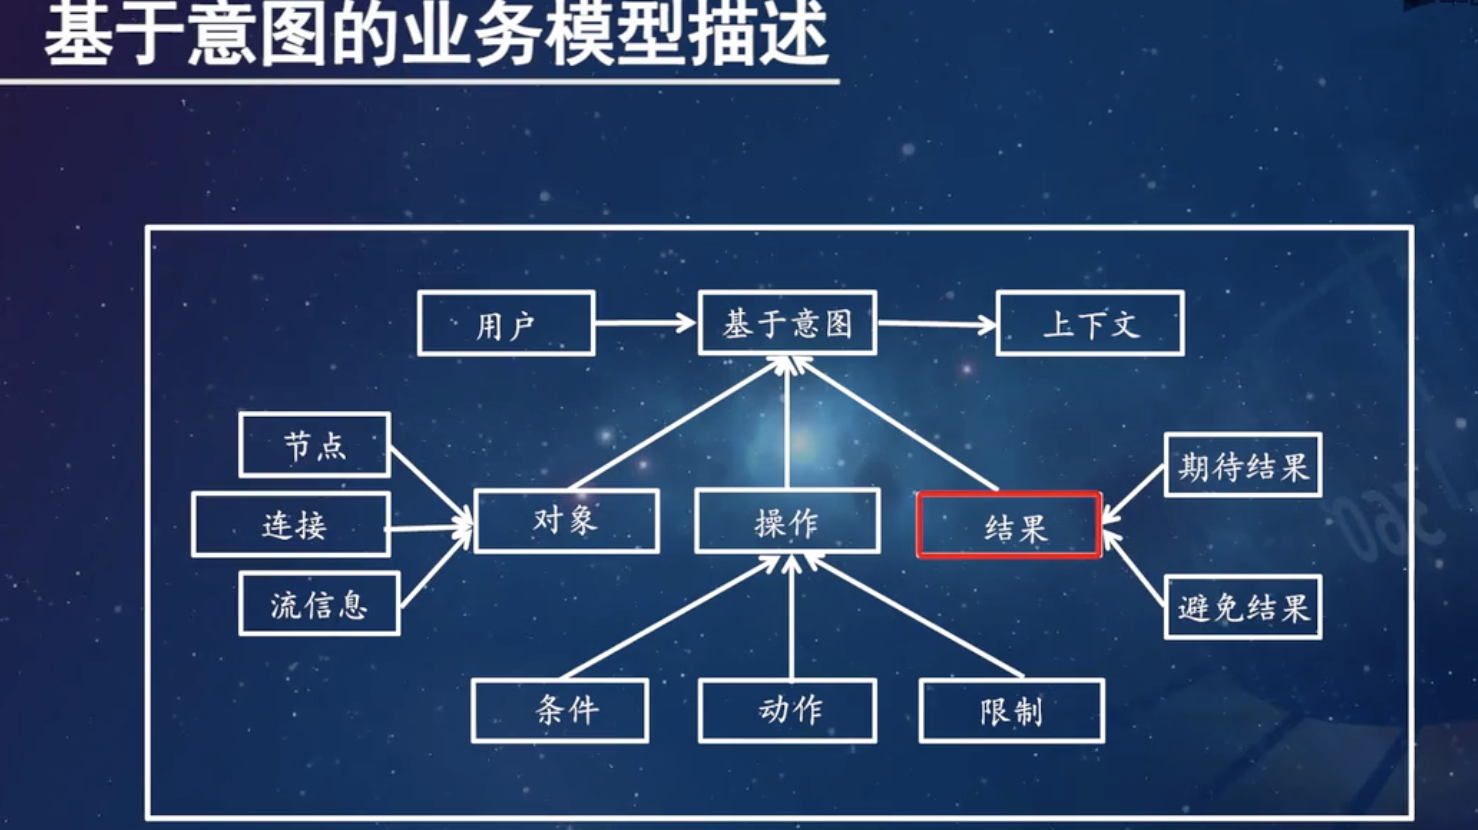 基于意图的业务模型描述
用户
基于意图
上下文
节点
连接
流信息
对象
操作
结果
期待结果
避免结果
条件
动作
限制
360°